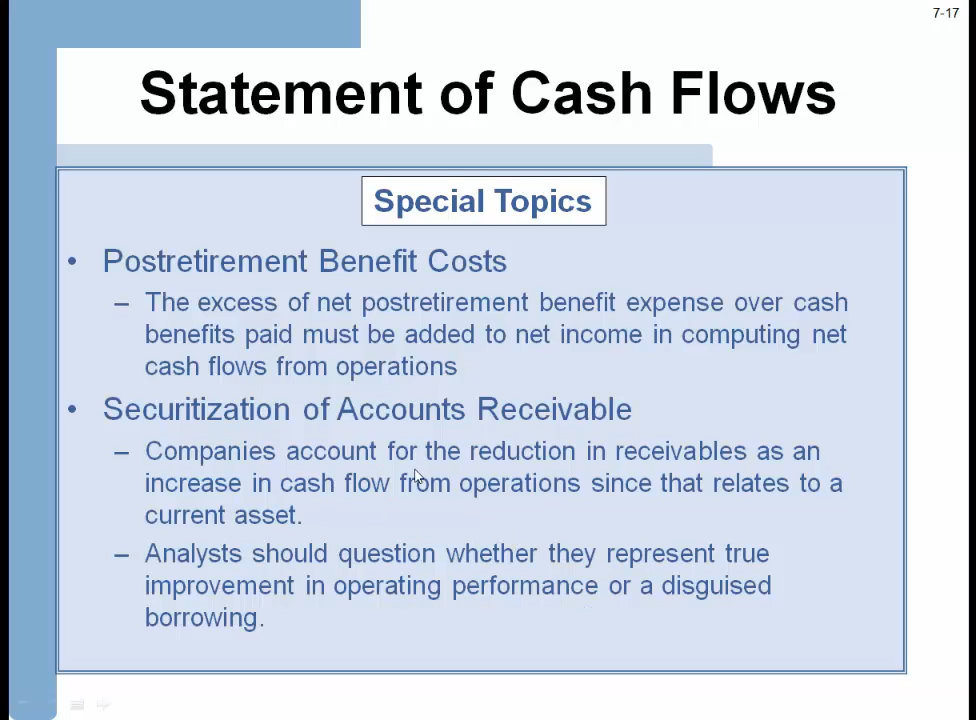 7-17
Statement of Cash Flows
Special Topics
• Postretirement Benefit Costs
– The excess of net postretirement benefit expense over cash
benefits paid must be added to net income in computing net
cash flows from operations
• Securitization of Accounts Receivable
– Companies account for the reduction in receivables as an
increase in cash flow from operations since that relates to a
current asset.
– Analysts should question whether they represent true
improvement in operating performance or a disguised
borrowing.